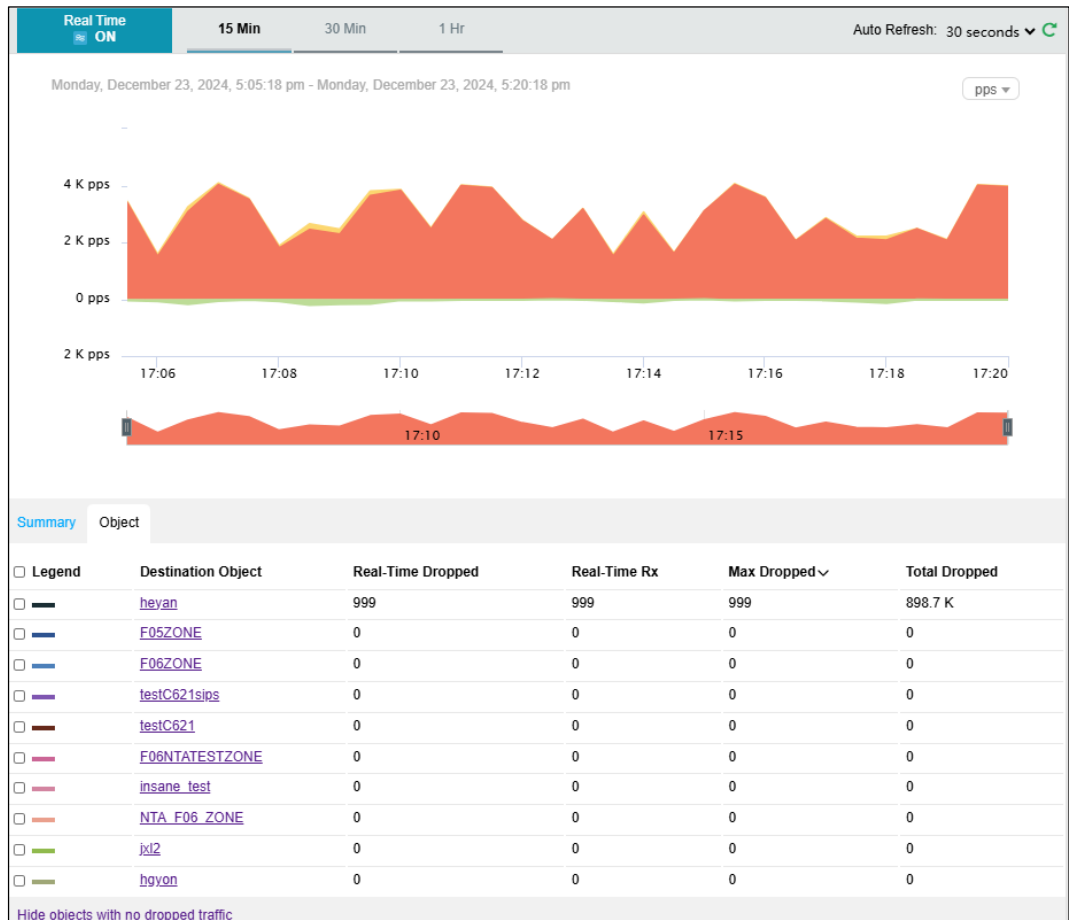 Real Time
ON
15 Min 30 Min 1 Hr Auto Refresh: 30 seconds
Monday, December 23, 2024, 5:05:18 pm - Monday, December 23, 2024, 5:20:18 pm
pps
4 K pps
2 K pps
0 pps
2 K pps
17:06 17:08 17:10 17:12 17:14 17:16 17:18 17:20
17:10 17:15
Summary Object
Legend Destination Object Real-Time Dropped Real-Time Rx Max Dropped Total Dropped
heyan 999 999 999 898.7 K
F05ZONE 0 0 0 0
F06ZONE 0 0 0 0
testC621sips 0 0 0 0
testC621 0 0 0 0
F06NTATESTZONE 0 0 0 0
insane_test 0 0 0 0
NTA_F06_ZONE 0 0 0 0
jxl2 0 0 0 0
hgyon 0 0 0 0
Hide objects with no dropped traffic